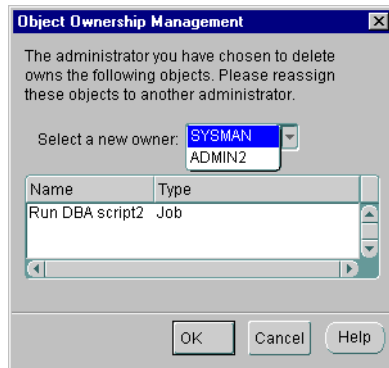 Object Ownership Management
The administrator you have chosen to delete
owns the following objects. Please reassign
these objects to another administrator.
Select a new owner: SYSMAN
ADMIN2
Name Type
Run DBA script2 Job
OK Cancel Help